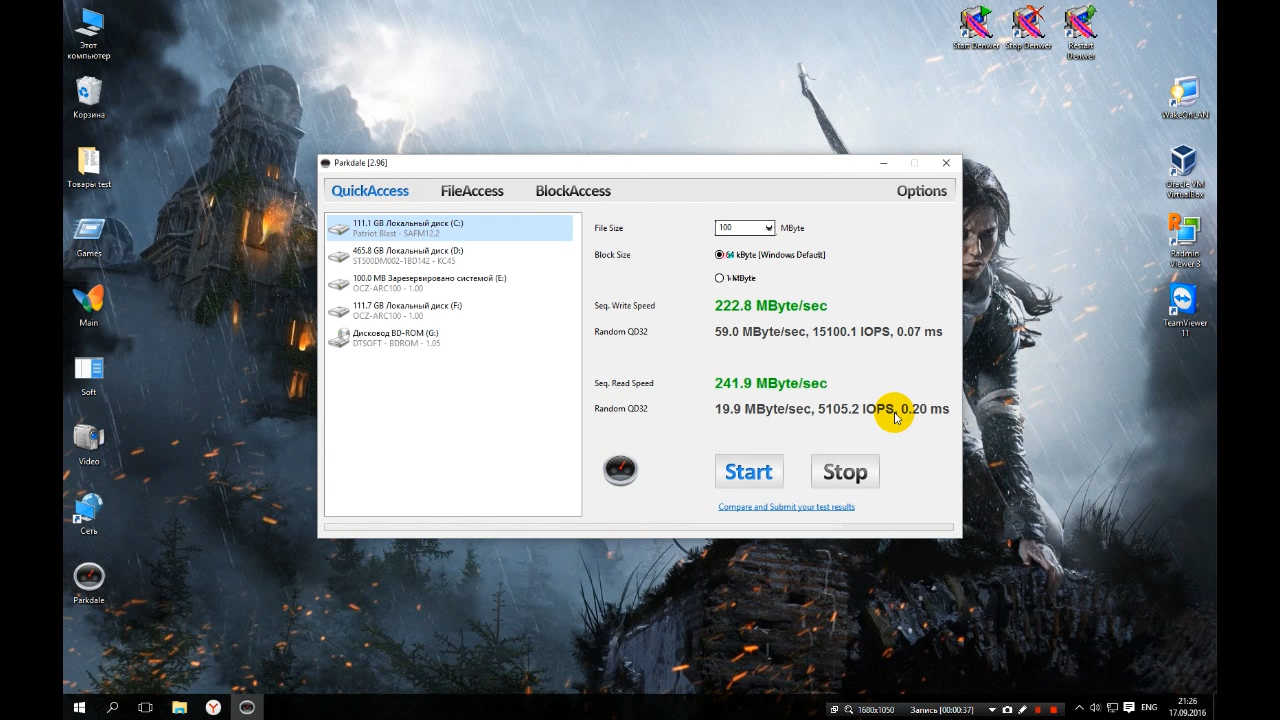 Этот
компьютер
Корзина
Товары test
Games
Main
Soft
Video
Сеть
Parkdale
Start Denwer
Stop Denwer
Restart
Denwer
WakeOnLAN
Oracle VM
VirtualBox
Radmin
Viewer 3
TeamViewer
11
Parkdale [2.96]
QuickAccess FileAccess BlockAccess Options
111.1 GB Локальный диск (C:)
Patriot Blast - SAFM12.2
465.8 GB Локальный диск (D:)
ST500DM002-1BD142 - KC45
100.0 MB Зарезервировано системой (E:)
OCZ-ARC100 - 1.00
111.7 GB Локальный диск (F:)
OCZ-ARC100 - 1.00
Дисковод BD-ROM (G:)
DTSOFT - BDROM - 1.05
File Size 100 MByte
Block Size 64 kByte [Windows Default]
1 MByte
Seq. Write Speed 222.8 MByte/sec
Random QD32 59.0 MByte/sec, 15100.1 IOPS, 0.07 ms
Seq. Read Speed 241.9 MByte/sec
Random QD32 19.9 MByte/sec, 5105.2 IOPS, 0.20 ms
Start Stop
Compare and Submit your test results
1680x1050 Запись [00:00:37]
ENG
21:26
17.09.2016